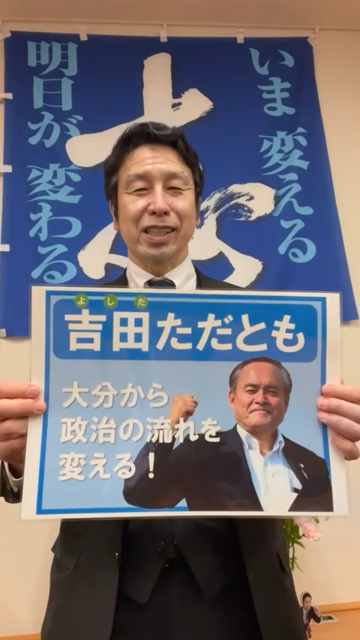 いま変える
明日が変わる
よしだ
吉田ただとも
大分から
政治の流れを
変える！